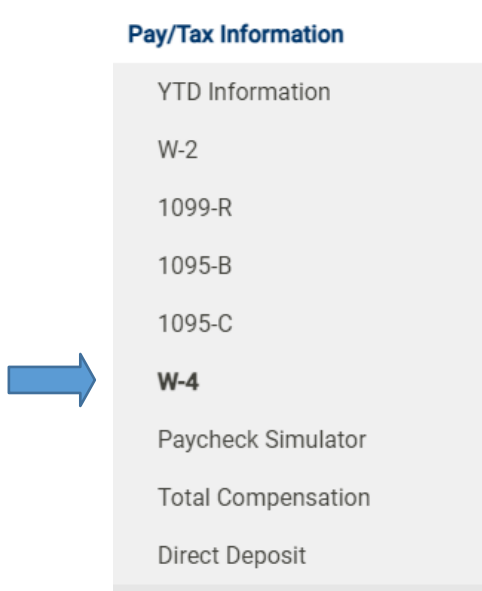 Pay/Tax Information
YTD Information
W-2
1099-R
1095-B
1095-C
W-4
Paycheck Simulator
Total Compensation
Direct Deposit